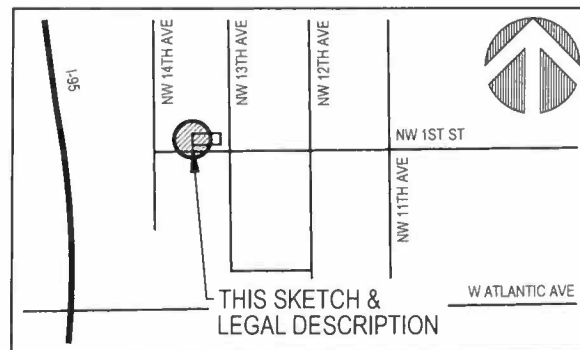 I-95
NW 14TH AVE
NW 13TH AVE
NW 12TH AVE
NW 1ST ST
NW 11TH AVE
W ATLANTIC AVE
THIS SKETCH &
LEGAL DESCRIPTION